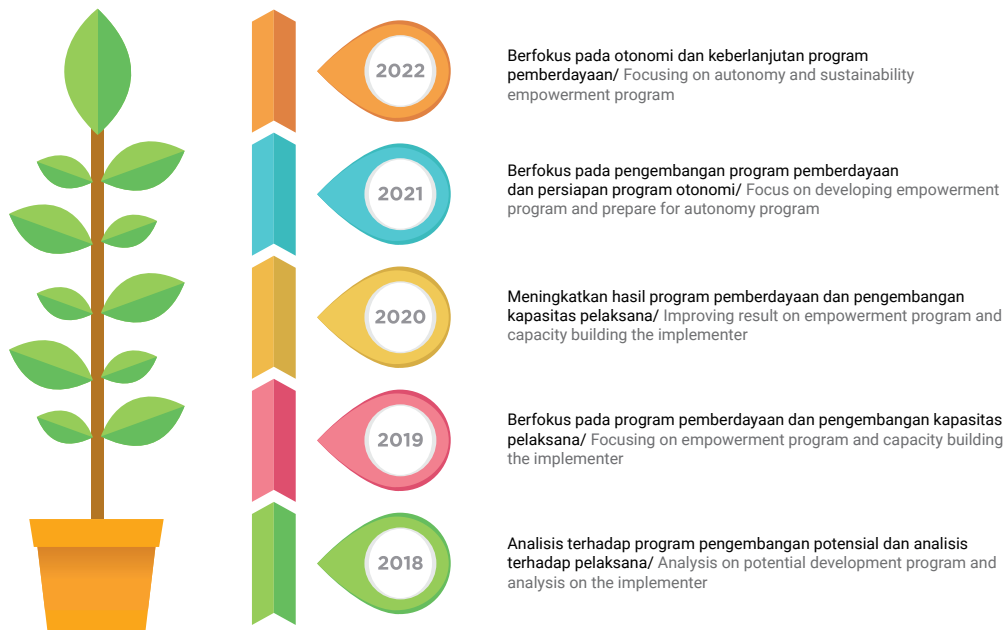 2022
Berfokus pada otonomi dan keberlanjutan program
pemberdayaan/ Focusing on autonomy and sustainability
empowerment program
2021
Berfokus pada pengembangan program pemberdayaan
dan persiapan program otonomi/ Focus on developing empowerment
program and prepare for autonomy program
2020
Meningkatkan hasil program pemberdayaan dan pengembangan
kapasitas pelaksana/ Improving result on empowerment program and
capacity building the implementer
2019
Berfokus pada program pemberdayaan dan pengembangan kapasitas
pelaksana/ Focusing on empowerment program and capacity building
the implementer
2018
Analisis terhadap program pengembangan potensial dan analisis
terhadap pelaksana/ Analysis on potential development program and
analysis on the implementer